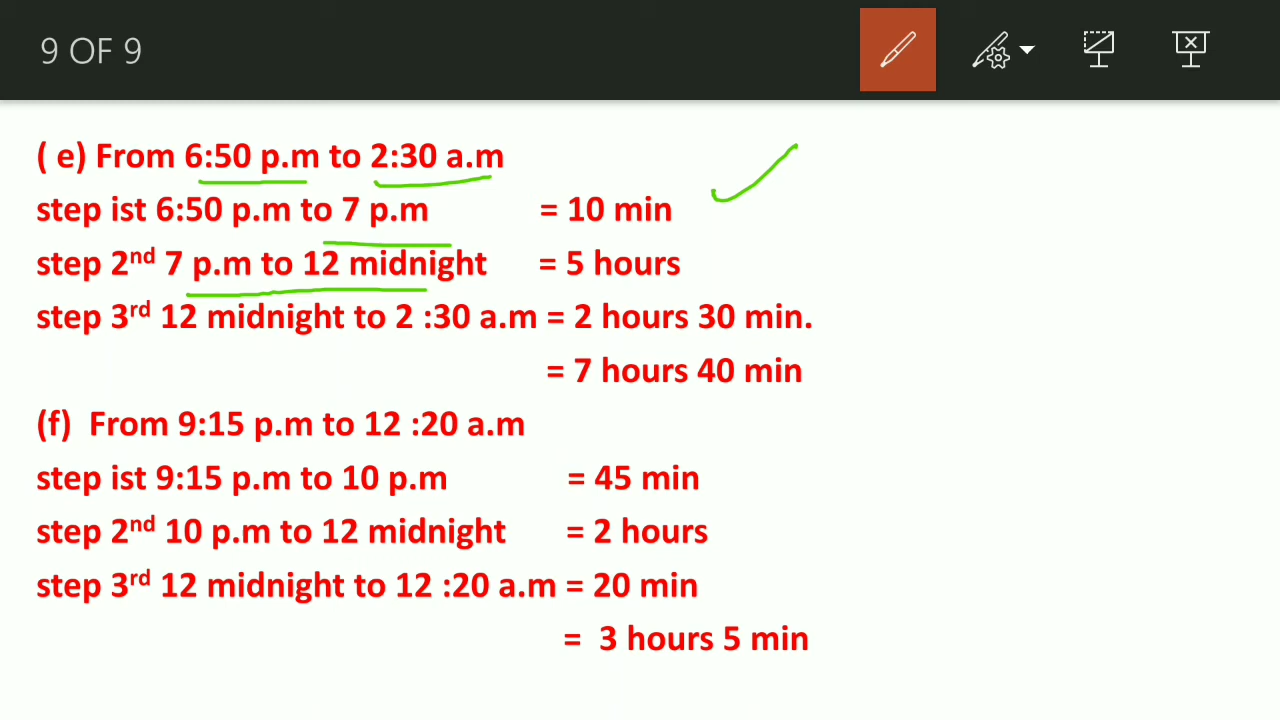 9 OF 9
( e) From 6:50 p.m to 2:30 a.m
step ist 6:50 p.m to 7 p.m = 10 min
step 2nd 7 p.m to 12 midnight = 5 hours
step 3rd 12 midnight to 2 :30 a.m = 2 hours 30 min.
= 7 hours 40 min
(f) From 9:15 p.m to 12 :20 a.m
step ist 9:15 p.m to 10 p.m = 45 min
step 2nd 10 p.m to 12 midnight = 2 hours
step 3rd 12 midnight to 12 :20 a.m = 20 min
= 3 hours 5 min